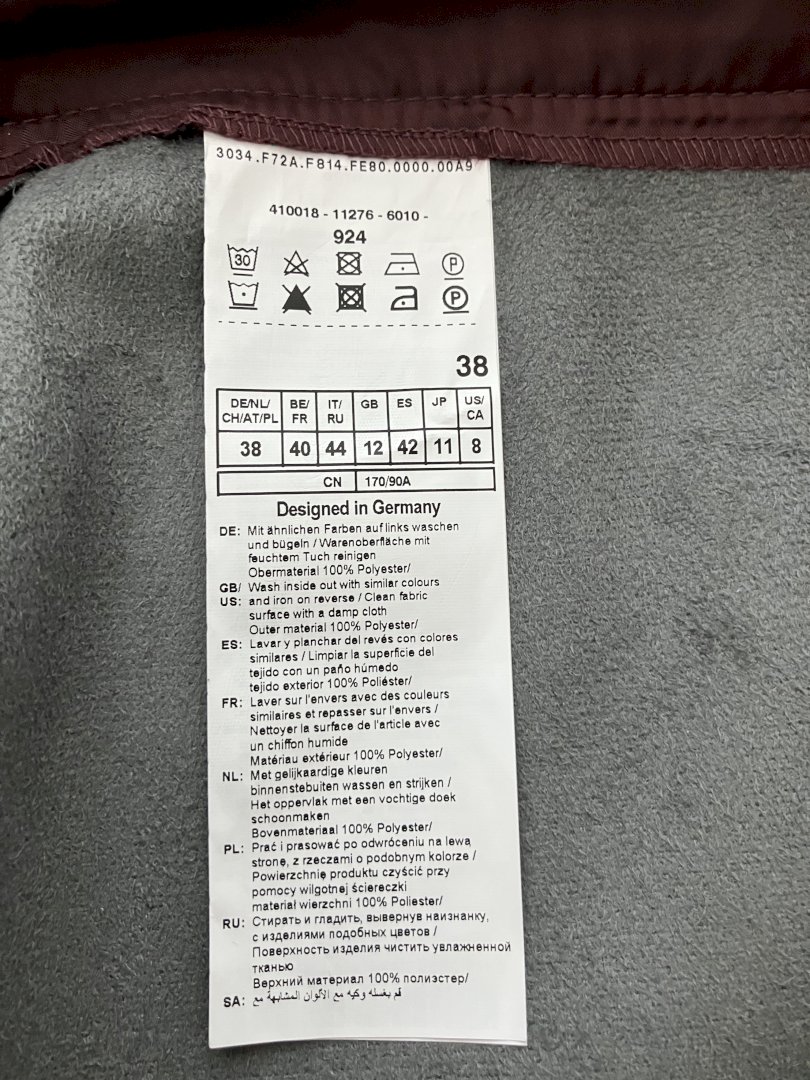 3034.F72A.F814.FE80.0000.00A9
410018 - 11276 - 6010 -
924
30
P
P
38
DE/NL/ CH/AT/PL BE/ FR IT/ RU GB ES JP US/ CA
38 40 44 12 42 11 8
CN 170/90A
Designed in Germany
DE: Mit ähnlichen Farben auf links waschen
und bügeln / Warenoberfläche mit
feuchtem Tuch reinigen
Obermaterial 100% Polyester/
GB/ Wash inside out with similar colours
US: and iron on reverse / Clean fabric
surface with a damp cloth
Outer material 100% Polyester/
ES: Lavar y planchar del revés con colores
similares / Limpiar la superficie del
tejido con un paño húmedo
tejido exterior 100% Poliéster/
FR: Laver sur l'envers avec des couleurs
similaires et repasser sur l'envers /
Nettoyer la surface de l'article avec
un chiffon humide
Matériau extérieur 100% Polyester/
NL: Met gelijkaardige kleuren
binnenstebuiten wassen en strijken /
Het oppervlak met een vochtige doek
schoonmaken
Bovenmateriaal 100% Polyester/
PL: Prać i prasować po odwróceniu na lewą
stronę, z rzeczami o podobnym kolorze /
Powierzchnię produktu czyścić przy
pomocy wilgotnej ściereczki
materiał wierzchni 100% Poliester/
RU: Стирать и гладить, вывернув наизнанку,
с изделиями подобных цветов /
Поверхность изделия чистить увлажненной
тканью
Верхний материал 100% полиэстер/
SA: قم بغسله وكيه مع الألوان المشابهة مع